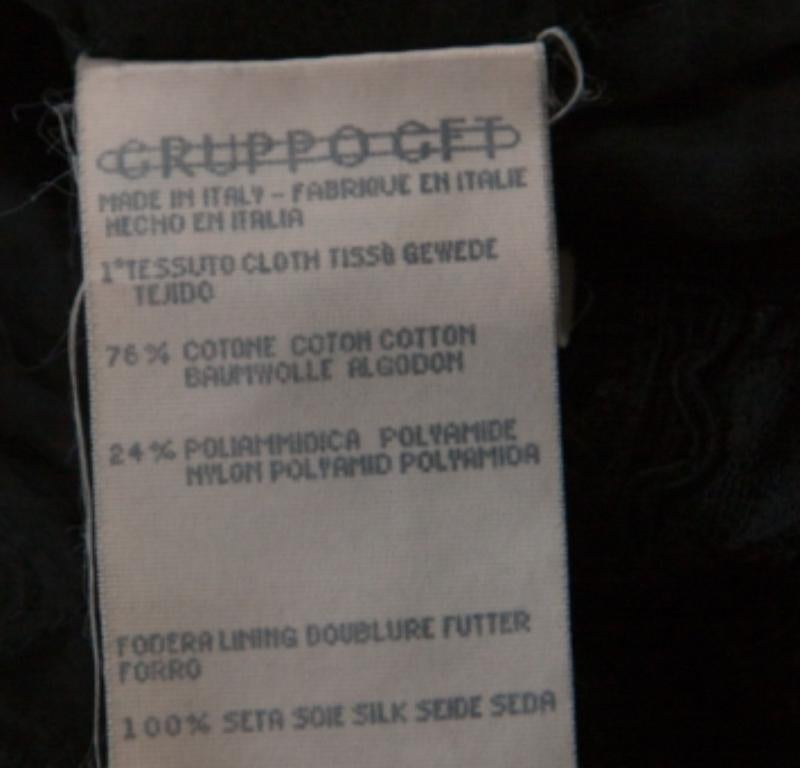 GRUPPO GFT
MADE IN ITALY - FABRIQUE EN ITALIE
HECHO EN ITALIA
1° TESSUTO CLOTH TISSÙ GEWEDE
TEJIDO
76% COTONE COTON COTTON
BAUMWOLLE ALGODON
24% POLIAMMIDICA POLYAMIDE
NYLON POLYAMID POLYAMIDA
FODERA LINING DOUBLURE FUTTER
FORRO
100% SETA SOIE SILK SEIDE SEDA